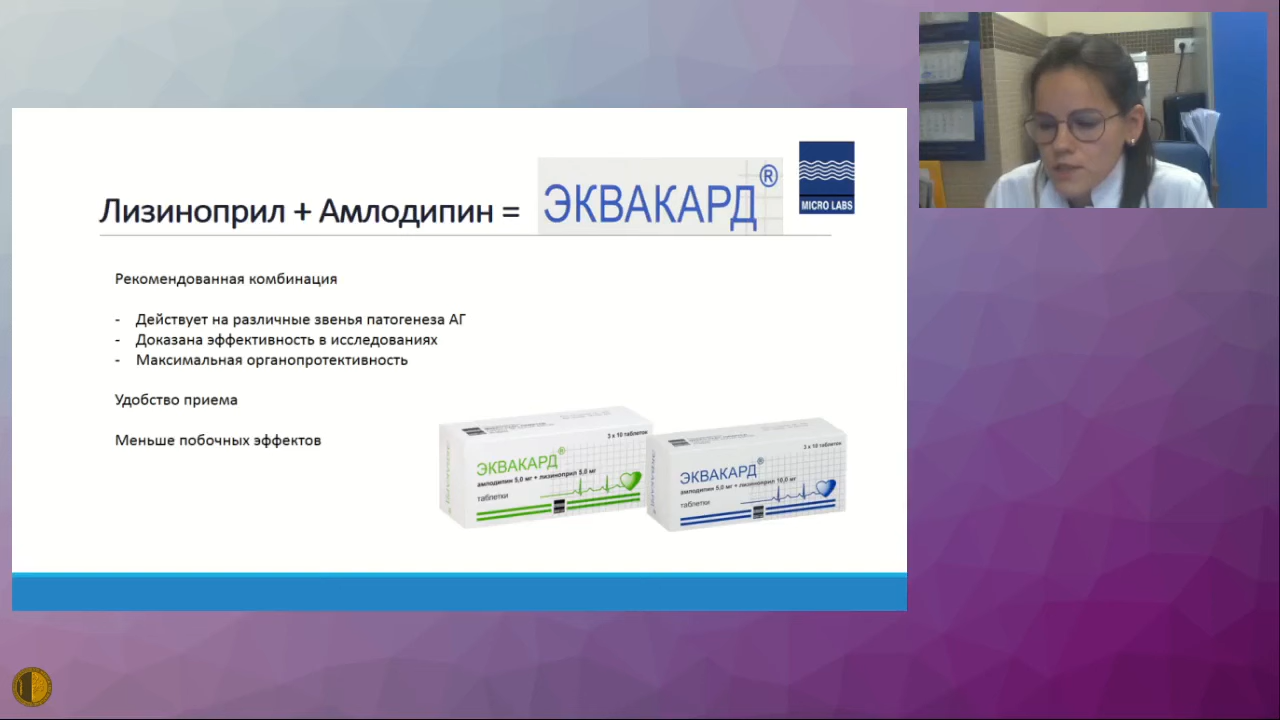 Лизиноприл + Амлодипин =
ЭКВАКАРД®
MICRO LABS
Рекомендованная комбинация
- Действует на различные звенья патогенеза АГ
- Доказана эффективность в исследованиях
- Максимальная органопротективность
Удобство приема
Меньше побочных эффектов
3 x 10 таблеток
ЭКВАКАРД®
амлодипин 5,0 мг + лизиноприл 5,0 мг
таблетки
3 x 10 таблеток
ЭКВАКАРД®
амлодипин 5,0 мг + лизиноприл 10,0 мг
таблетки